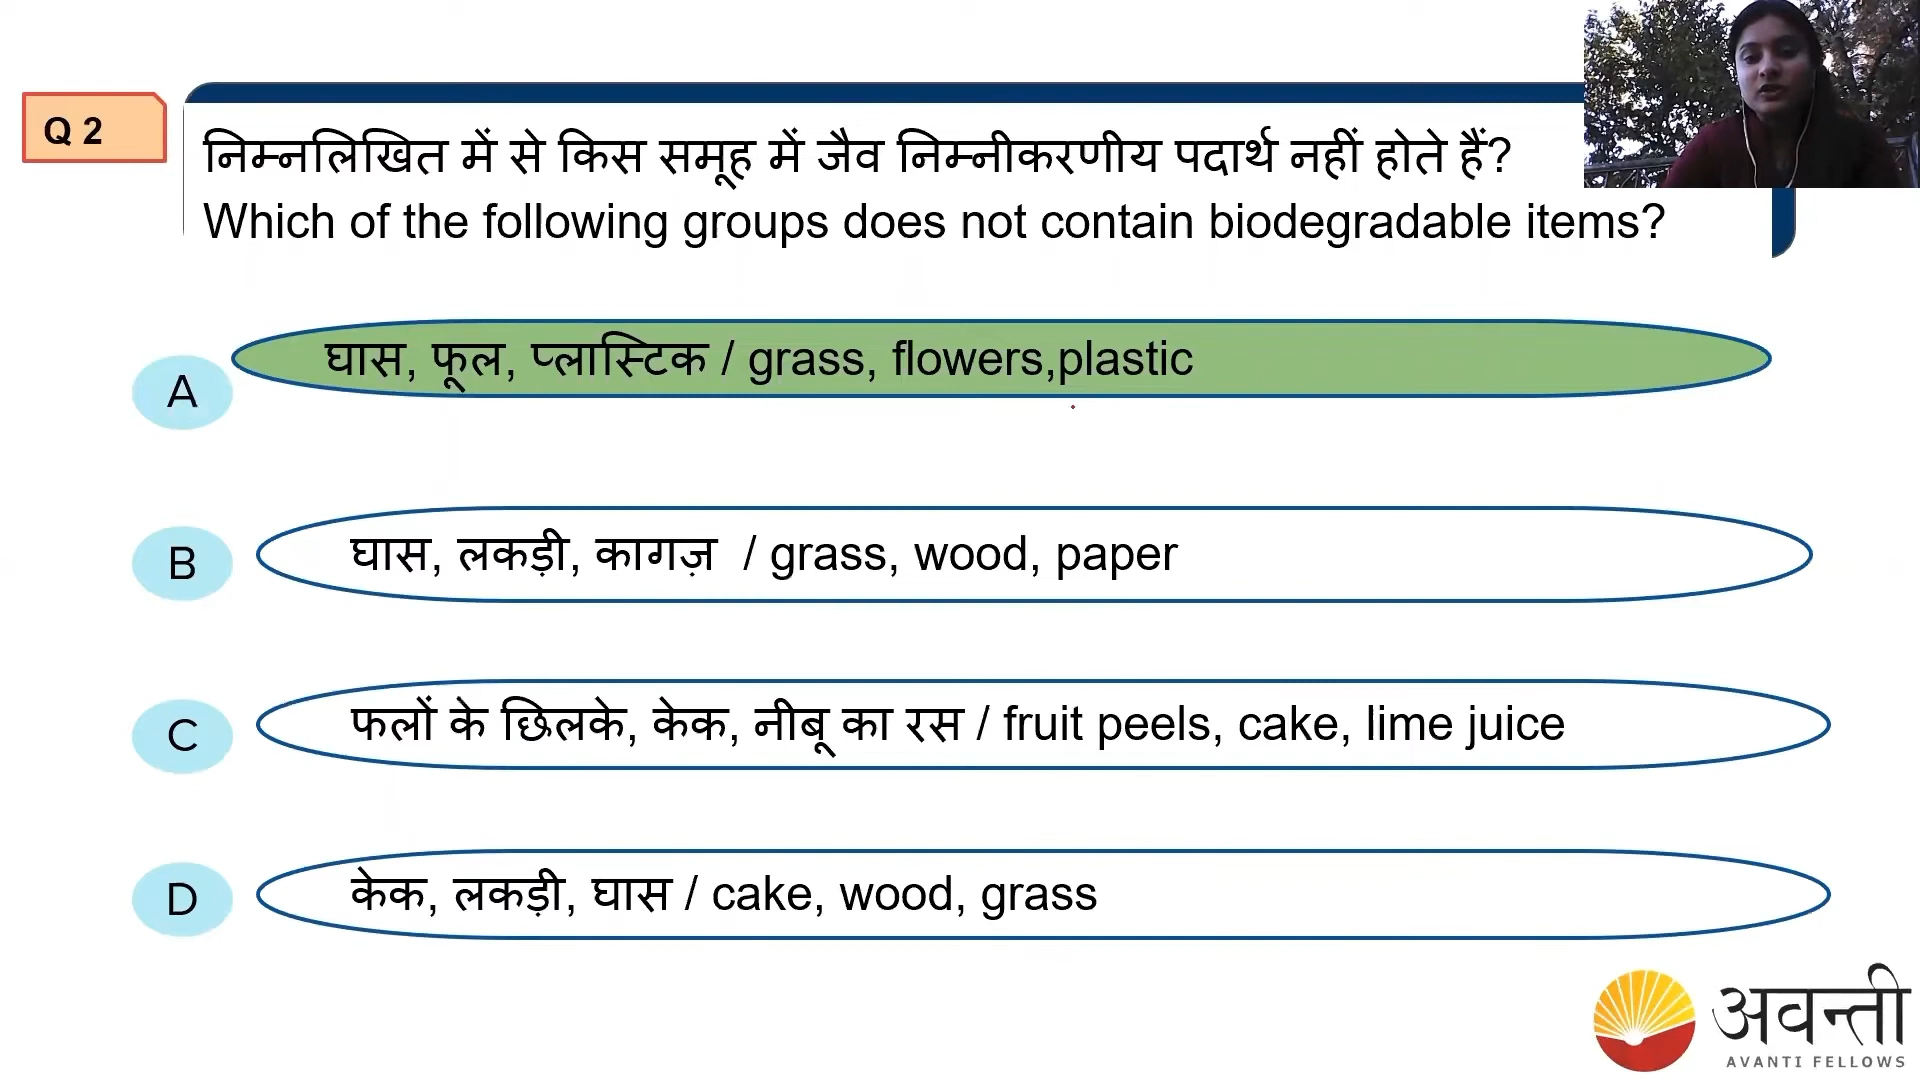 Q 2
निम्नलिखित में से किस समूह में जैव निम्नीकरणीय पदार्थ नहीं होते हैं?
Which of the following groups does not contain biodegradable items?
A
घास, फूल, प्लास्टिक / grass, flowers,plastic
B
घास, लकड़ी, कागज़ / grass, wood, paper
C
फलों के छिलके, केक, नीबू का रस / fruit peels, cake, lime juice
D
केक, लकड़ी, घास / cake, wood, grass
अवन्ती
AVANTI FELLOWS